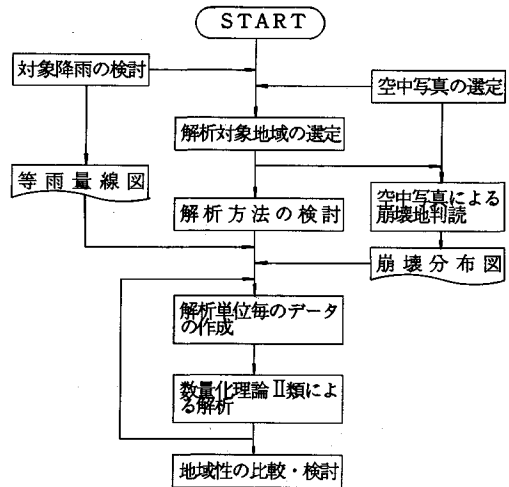 START
対象降雨の検討
空中写真の選定
解析対象地域の選定
等雨量線図
解析方法の検討
空中写真による
崩壊地判読
崩壊分布図
解析単位毎のデータ
の作成
数量化理論Ⅱ類によ
る解析
地域性の比較・検討